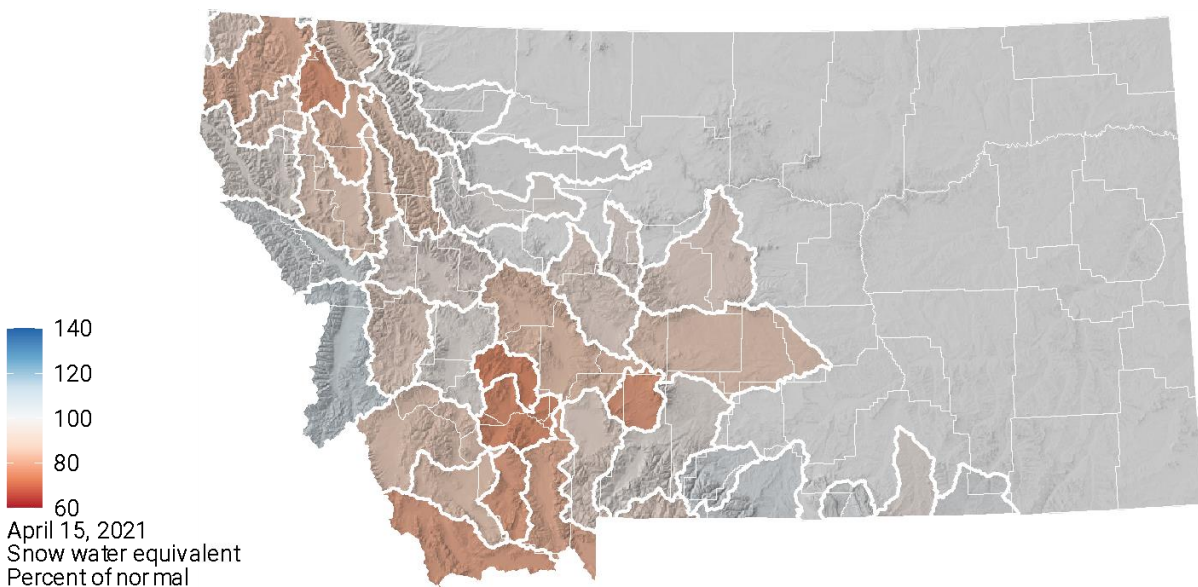 140
120
100
80
60
April 15, 2021
Snow water equivalent
Percent of normal